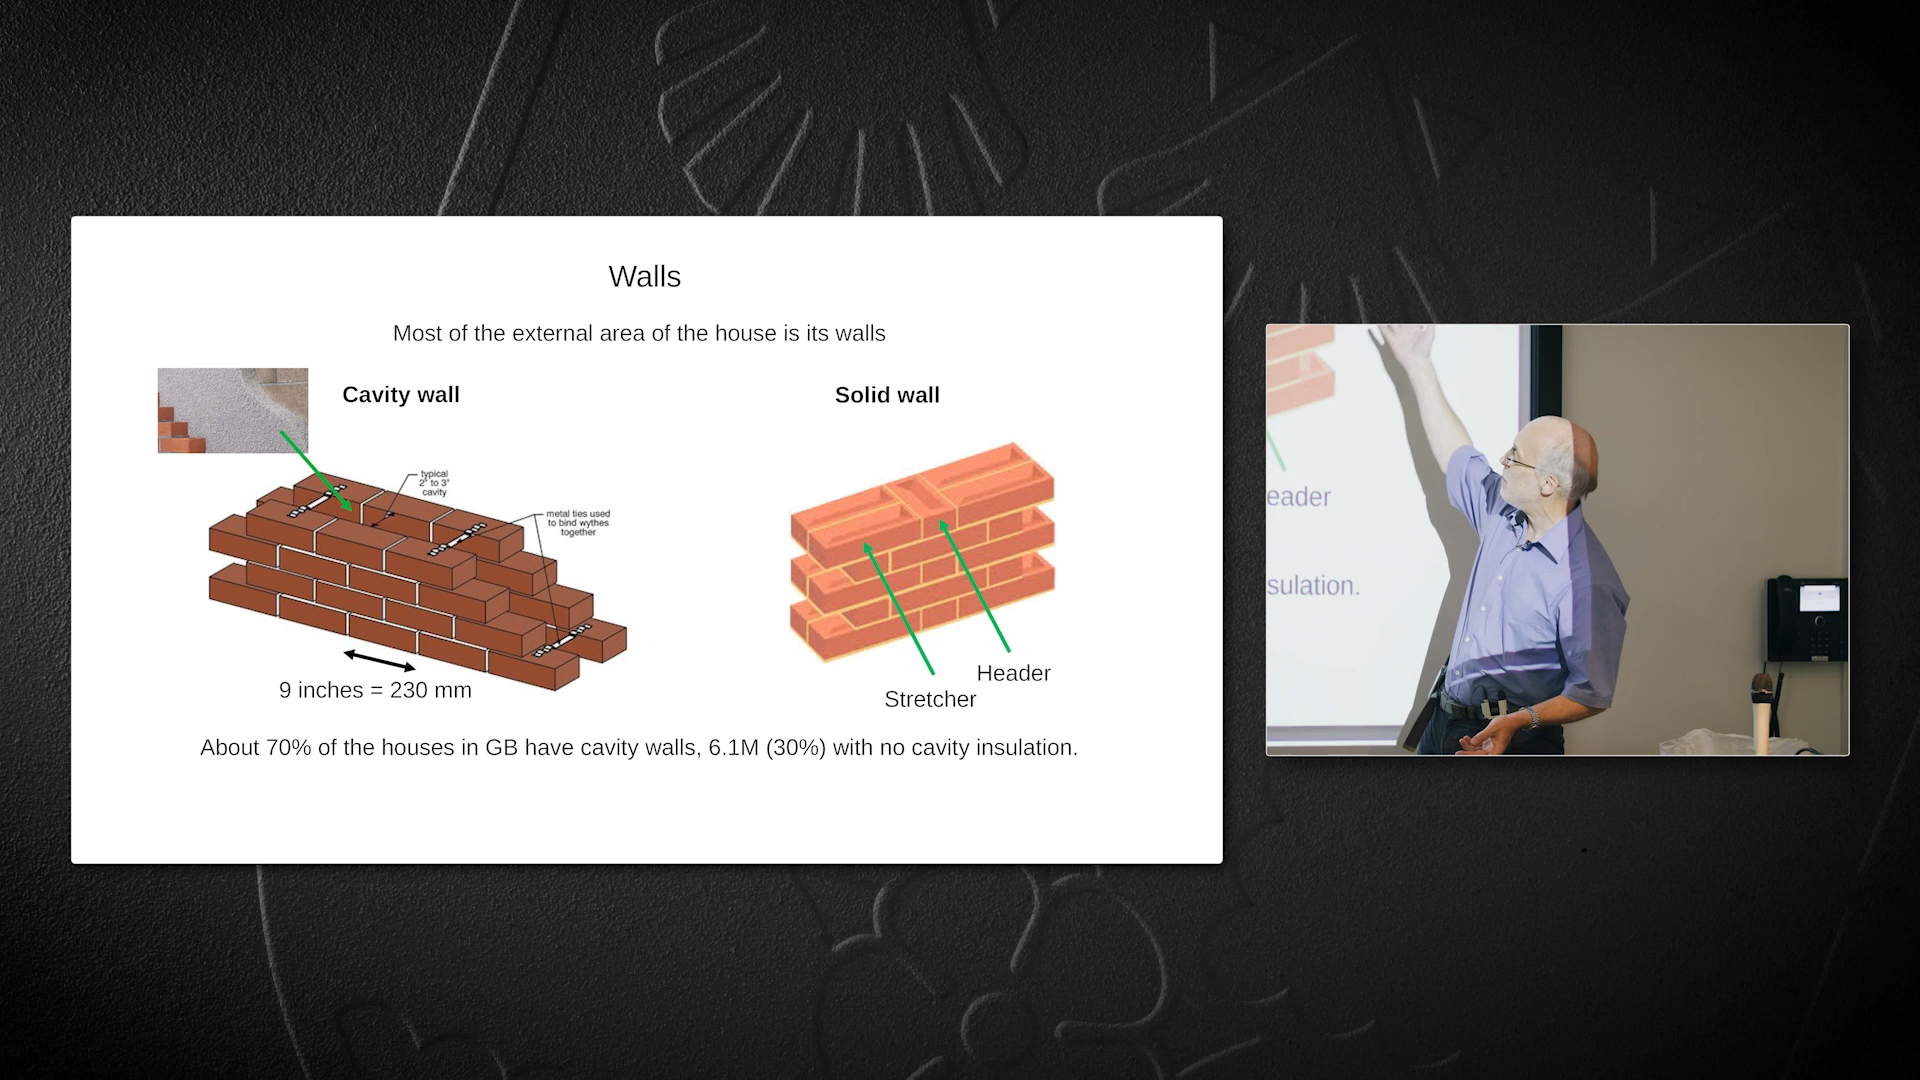 Walls
Most of the external area of the house is its walls
Cavity wall
Solid wall
typical
2" to 3"
cavity
metal ties used
to bind wythes
together
9 inches = 230 mm
Header
Stretcher
About 70% of the houses in GB have cavity walls, 6.1M (30%) with no cavity insulation.
eader
sulation.